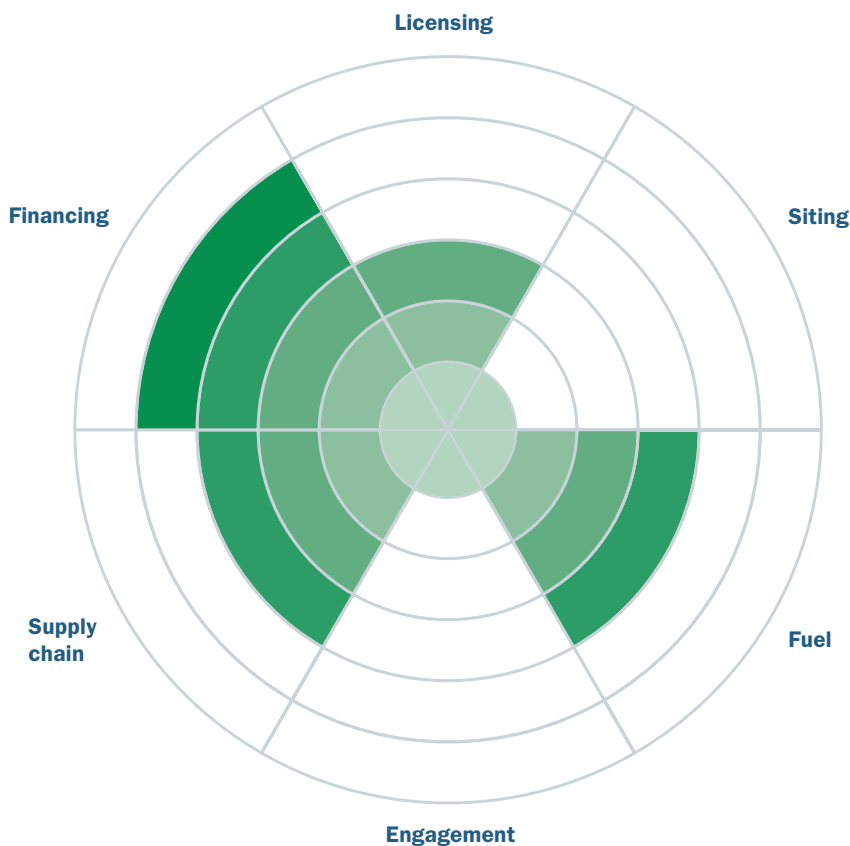 Licensing
Financing
Siting
Supply
chain
Fuel
Engagement